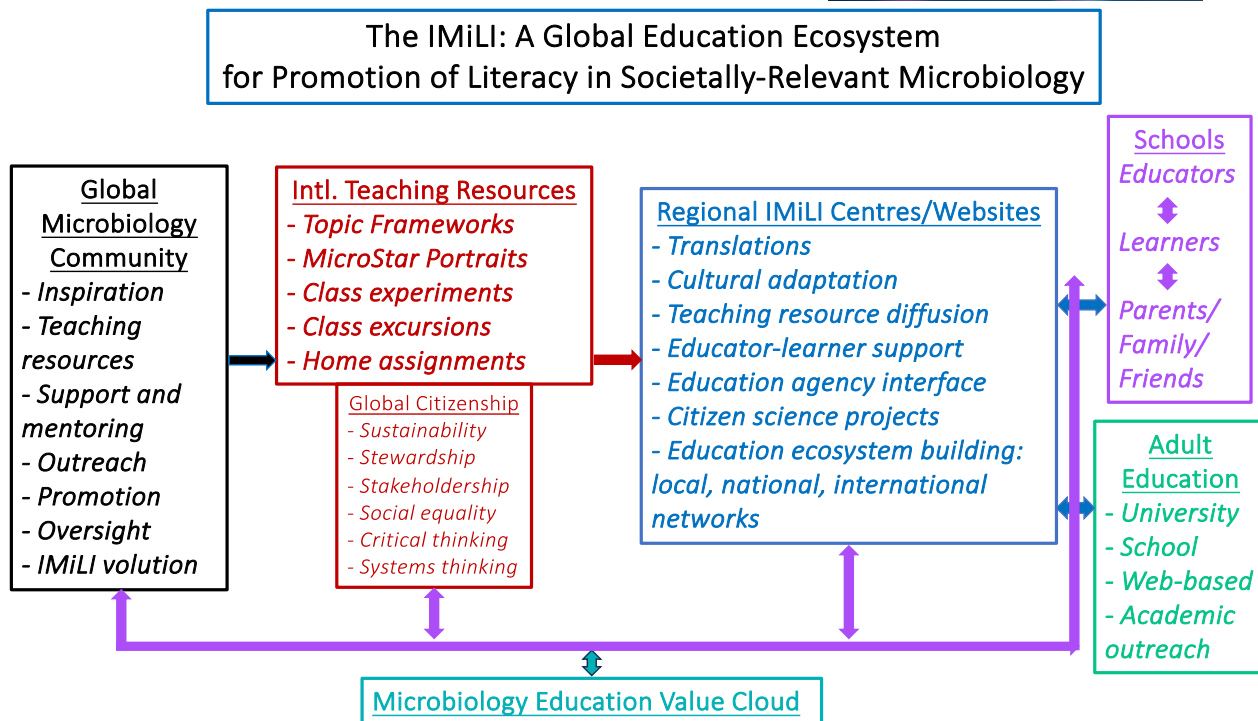 The IMiLI: A Global Education Ecosystem
for Promotion of Literacy in Societally-Relevant Microbiology
Global
Microbiology
Community
- Inspiration
- Teaching
resources
- Support and
mentoring
- Outreach
- Promotion
- Oversight
- IMiLI volution
Intl. Teaching Resources
- Topic Frameworks
- MicroStar Portraits
- Class experiments
- Class excursions
- Home assignments
Global Citizenship
- Sustainability
- Stewardship
- Stakeholdership
- Social equality
- Critical thinking
- Systems thinking
Regional IMiLI Centres/Websites
- Translations
- Cultural adaptation
- Teaching resource diffusion
- Educator-learner support
- Education agency interface
- Citizen science projects
- Education ecosystem building:
local, national, international
networks
Schools
Educators
Learners
Parents/
Family/
Friends
Adult
Education
- University
- School
- Web-based
- Academic
outreach
Microbiology Education Value Cloud